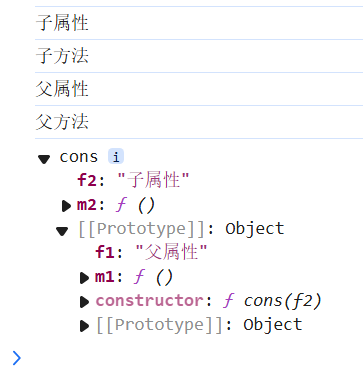 子属性
子方法
父属性
父方法
cons i
f2: "子属性"
m2: ƒ ()
[[Prototype]]: Object
f1: "父属性"
m1: ƒ ()
constructor: ƒ cons(f2)
[[Prototype]]: Object